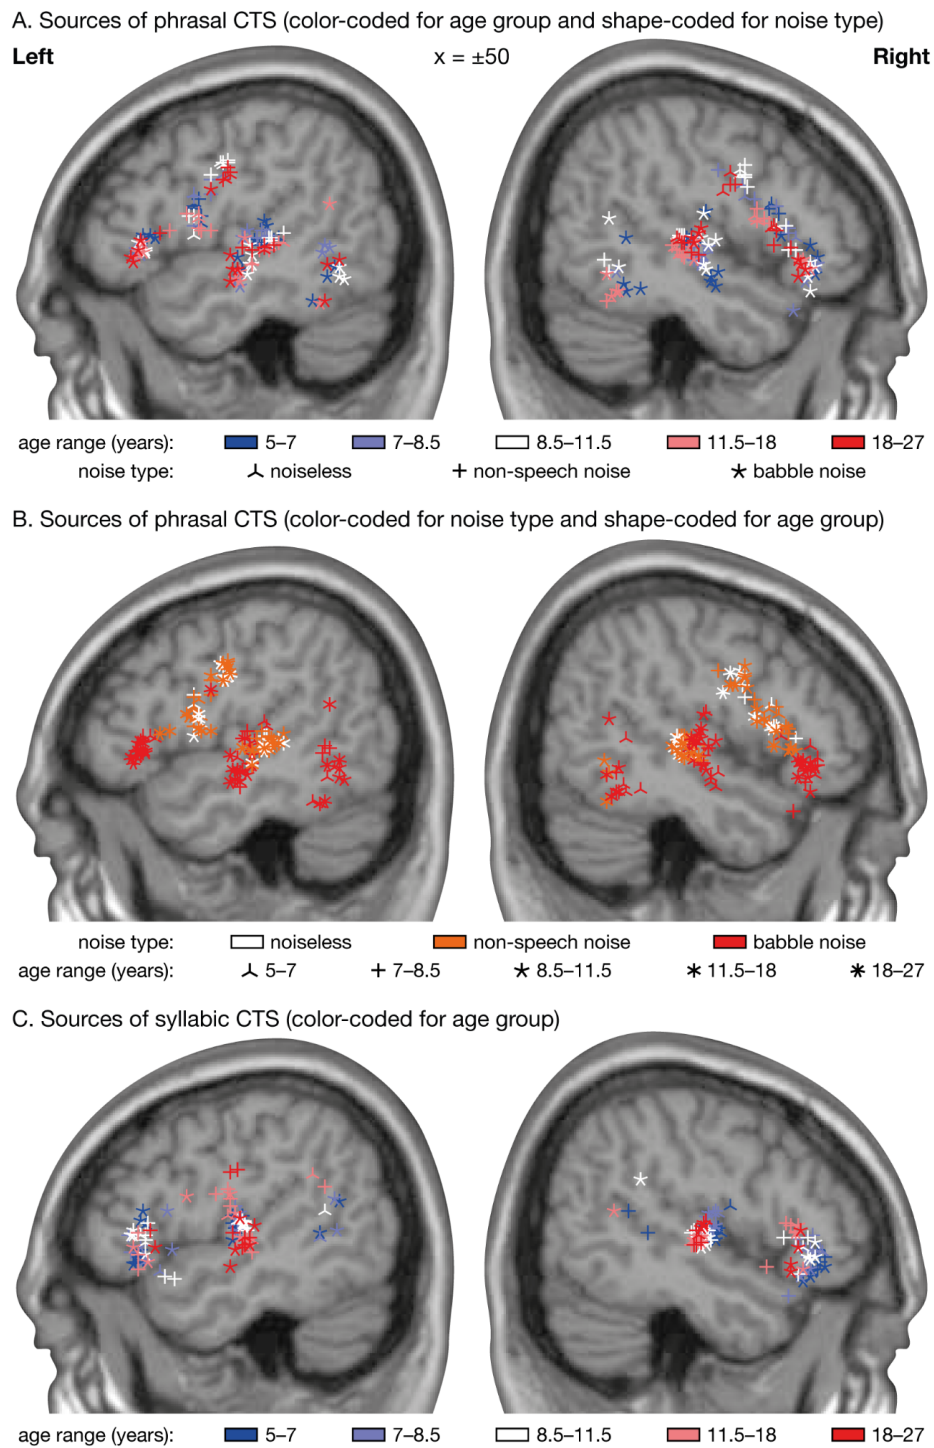 A. Sources of phrasal CTS (color-coded for age group and shape-coded for noise type)
Left x = ±50 Right
age range (years): 5–7 7–8.5 8.5–11.5 11.5–18 18–27
noise type: noiseless non-speech noise babble noise
B. Sources of phrasal CTS (color-coded for noise type and shape-coded for age group)
noise type: noiseless non-speech noise babble noise
age range (years): 5–7 7–8.5 8.5–11.5 11.5–18 18–27
C. Sources of syllabic CTS (color-coded for age group)
age range (years): 5–7 7–8.5 8.5–11.5 11.5–18 18–27